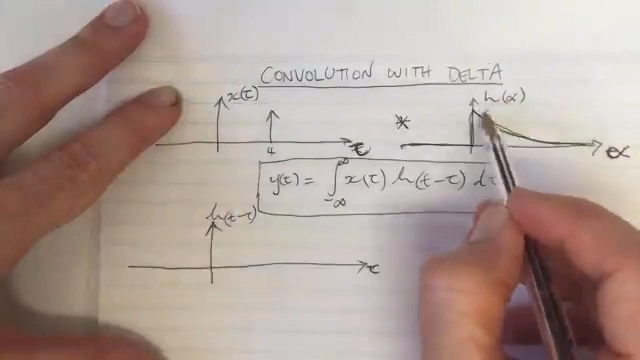 CONVOLUTION WITH DELTA
x(τ) * h(α)
4 τ α
y(t) = ∫_{-∞}^{∞} x(τ) h(t-τ) dτ
h(t-τ)
τ